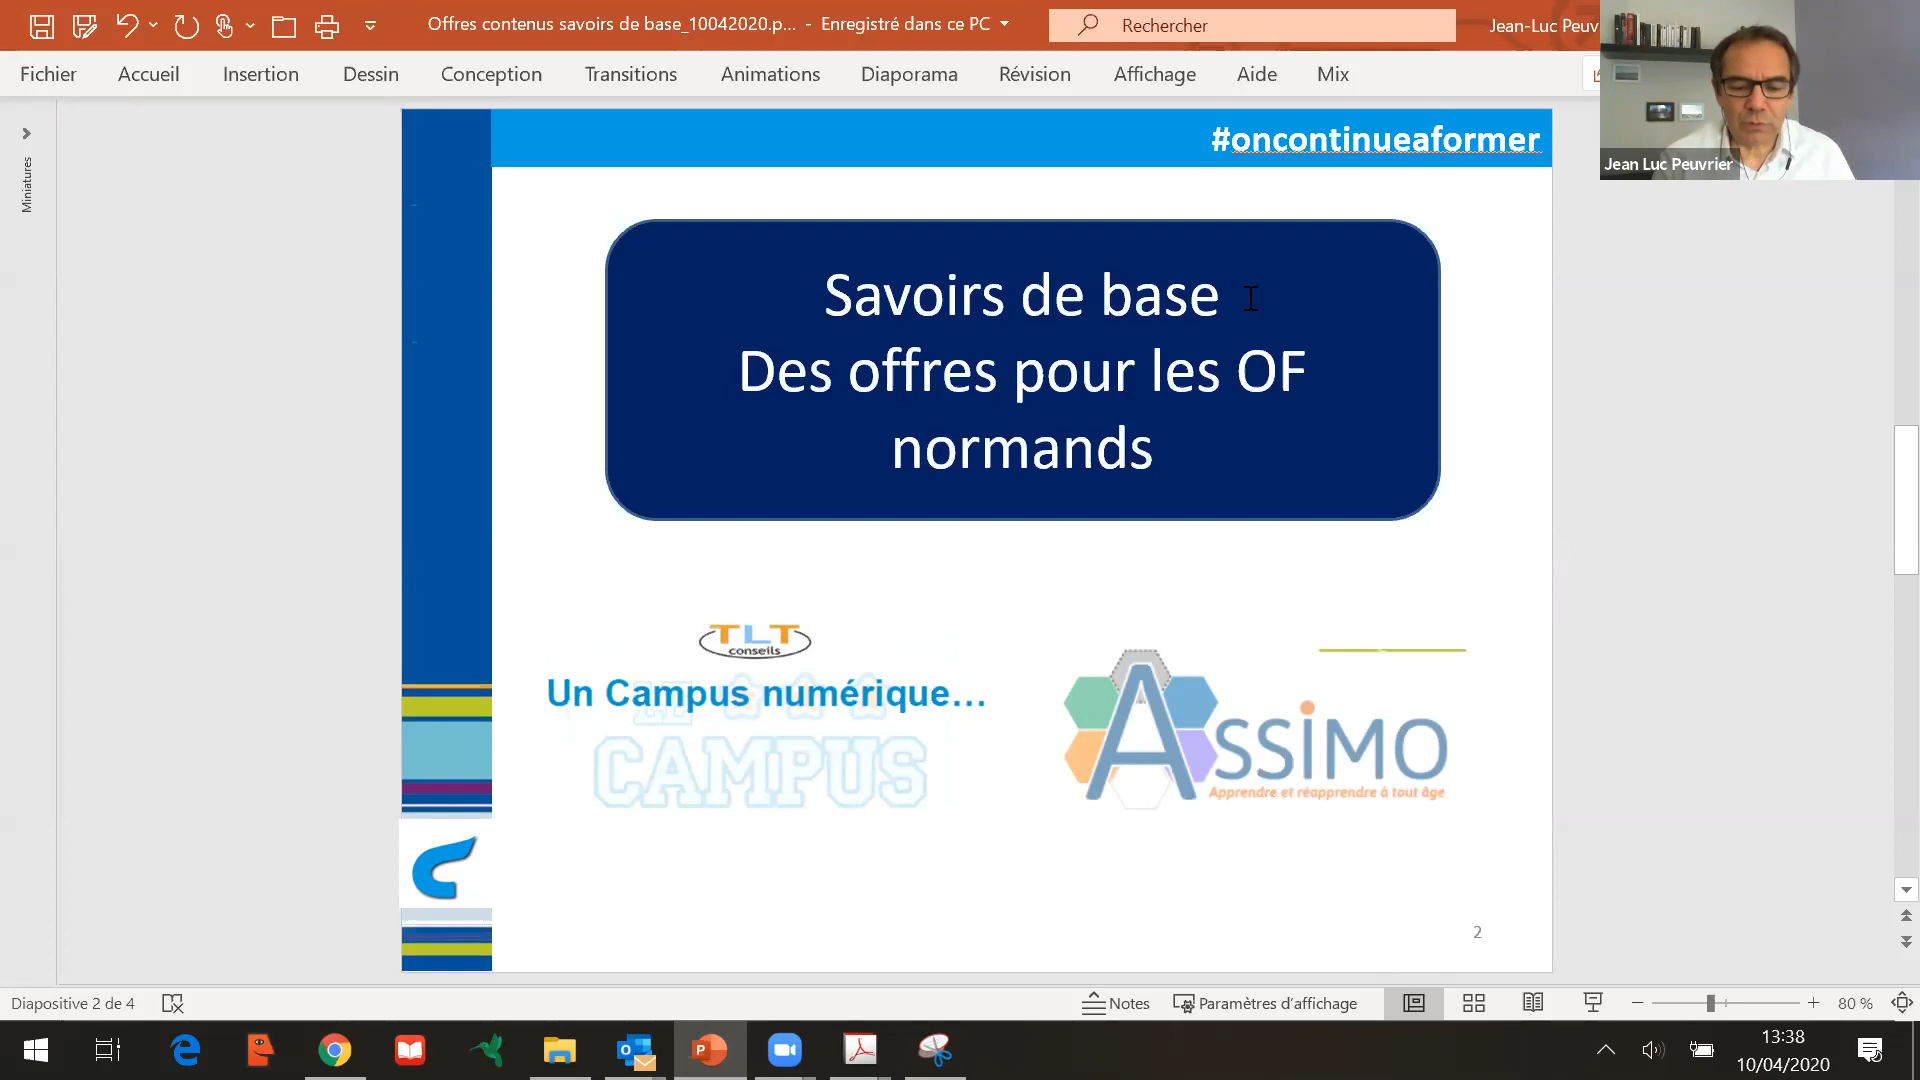 Offres contenus savoirs de base_10042020.p... - Enregistré dans ce PC
Rechercher
Jean-Luc Peuv
Fichier Accueil Insertion Dessin Conception Transitions Animations Diaporama Révision Affichage Aide Mix
Jean Luc Peuvrier
Miniatures
#oncontinueaformer
Savoirs de base
Des offres pour les OF
normands
TLT
conseils
Un Campus numérique...
LE
CAMPUS
ASSIMO
Apprendre et réapprendre à tout âge
2
Diapositive 2 de 4
Notes
Paramètres d'affichage
80 %
13:38
10/04/2020